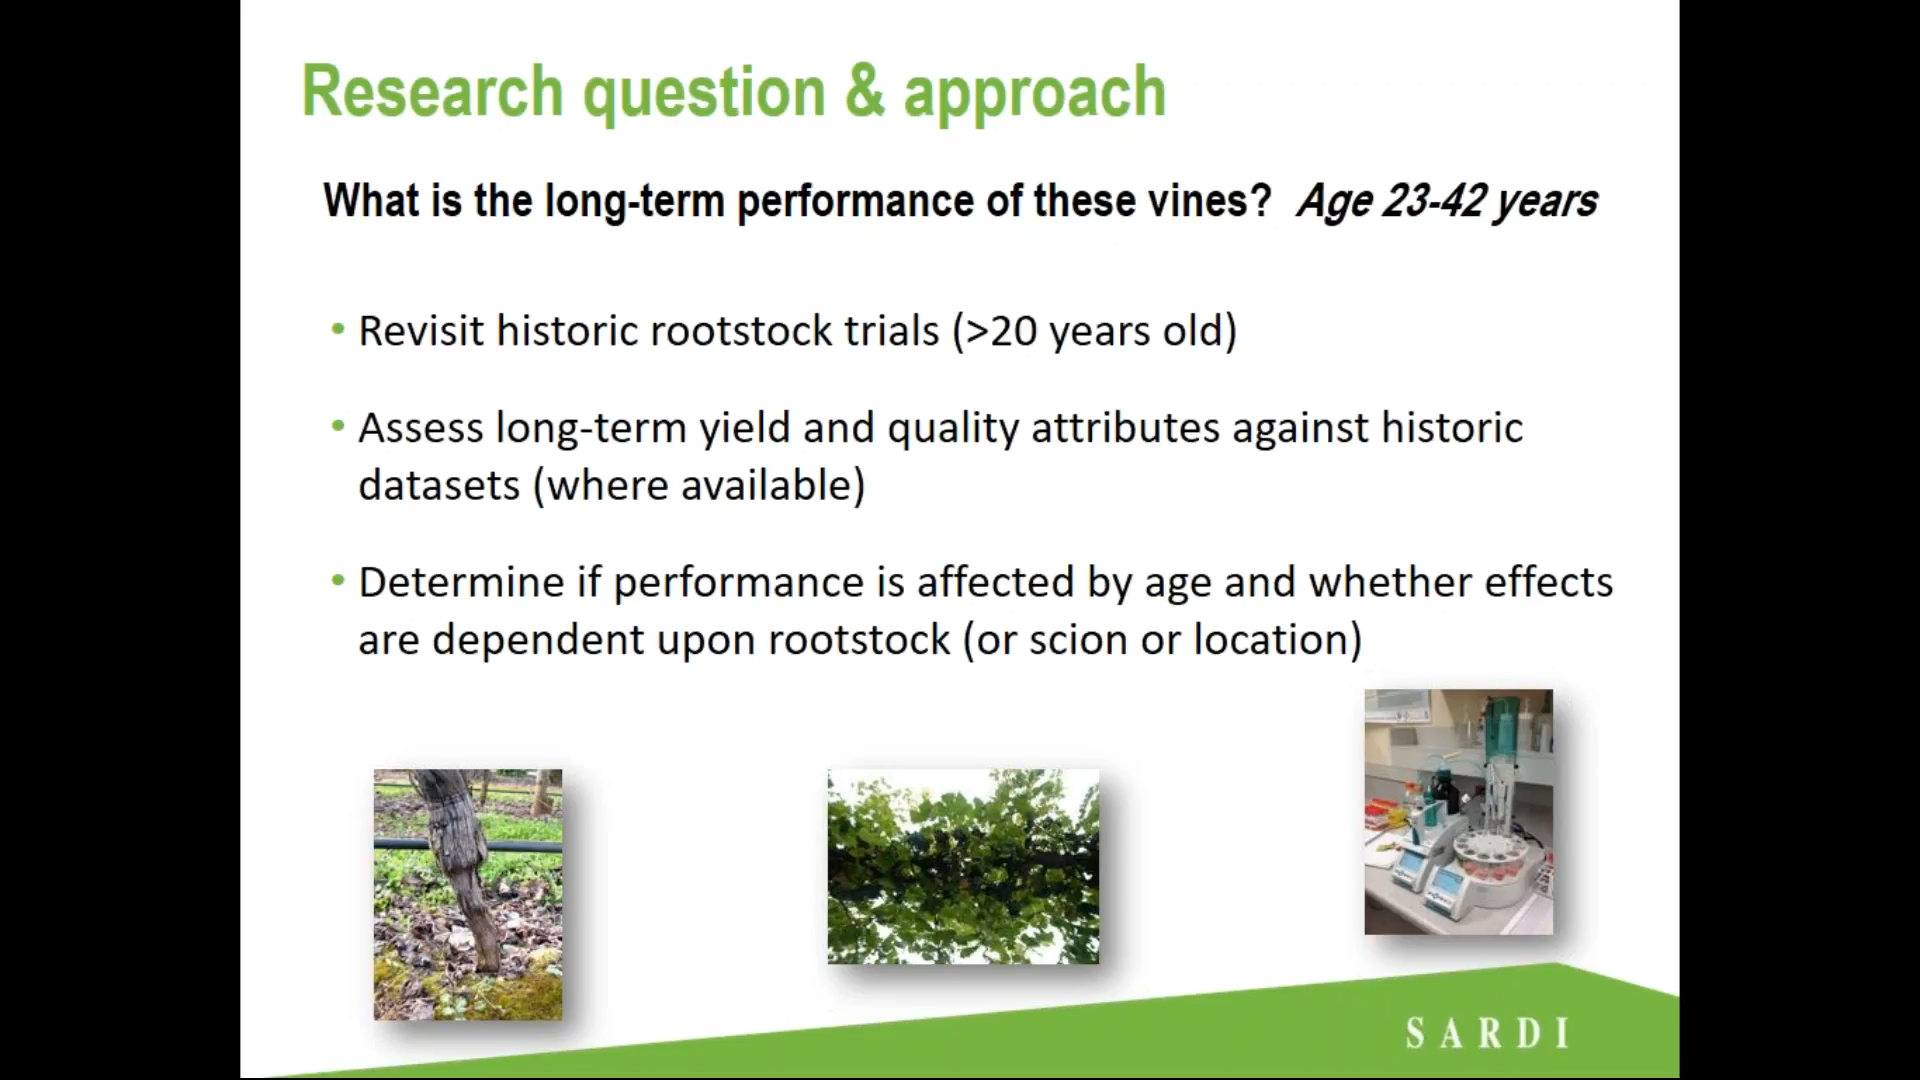 Research question & approach
What is the long-term performance of these vines? Age 23-42 years
• Revisit historic rootstock trials (>20 years old)
• Assess long-term yield and quality attributes against historic
datasets (where available)
• Determine if performance is affected by age and whether effects
are dependent upon rootstock (or scion or location)
SARDI